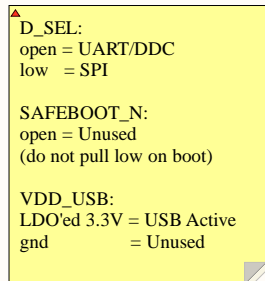 D_SEL:
open = UART/DDC
low = SPI
SAFEBOOT_N:
open = Unused
(do not pull low on boot)
VDD_USB:
LDO'ed 3.3V = USB Active
gnd = Unused